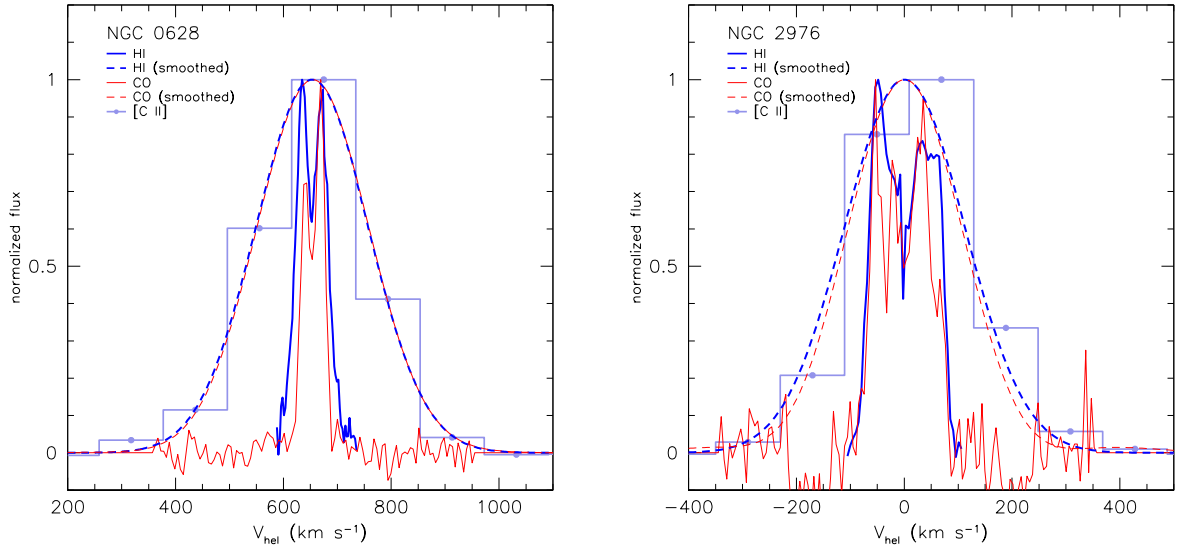 NGC 0628
HI
HI (smoothed)
CO
CO (smoothed)
[C II]
normalized flux
1
0.5
0
200
400
600
800
1000
V_hel (km s⁻¹)
NGC 2976
HI
HI (smoothed)
CO
CO (smoothed)
[C II]
normalized flux
1
0.5
0
−400
−200
0
200
400
V_hel (km s⁻¹)